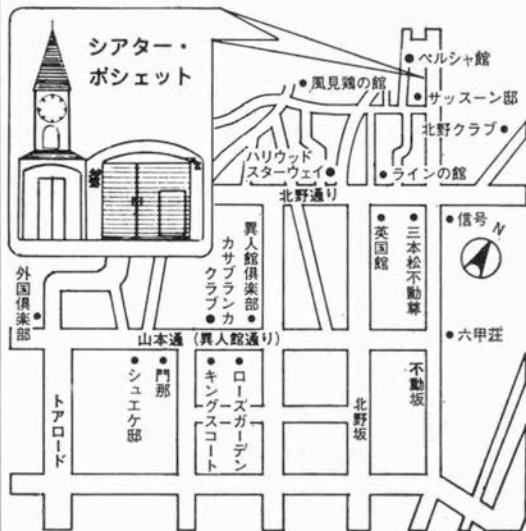 シアター・
ポシェット
ペルシャ館
風見鶏の館
サッスーン邸
北野クラブ
ハリウッド
スターウェイ
ラインの館
北野通り
信号
N
三本松不動尊
英国館
異人館倶楽部
カサブランカ
クラブ
外国倶楽部
山本通(異人館通り)
六甲荘
不動坂
北野坂
ローズガーデン
キングスコート
門那
シュエケ邸
トアロード